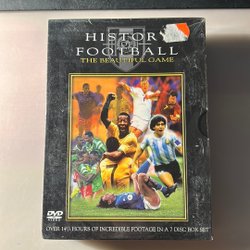 HISTORY
OF
FOOTBALL
THE BEAUTIFUL GAME
DVD
OVER 14½ HOURS OF INCREDIBLE FOOTAGE IN A 7 DISC BOX SET